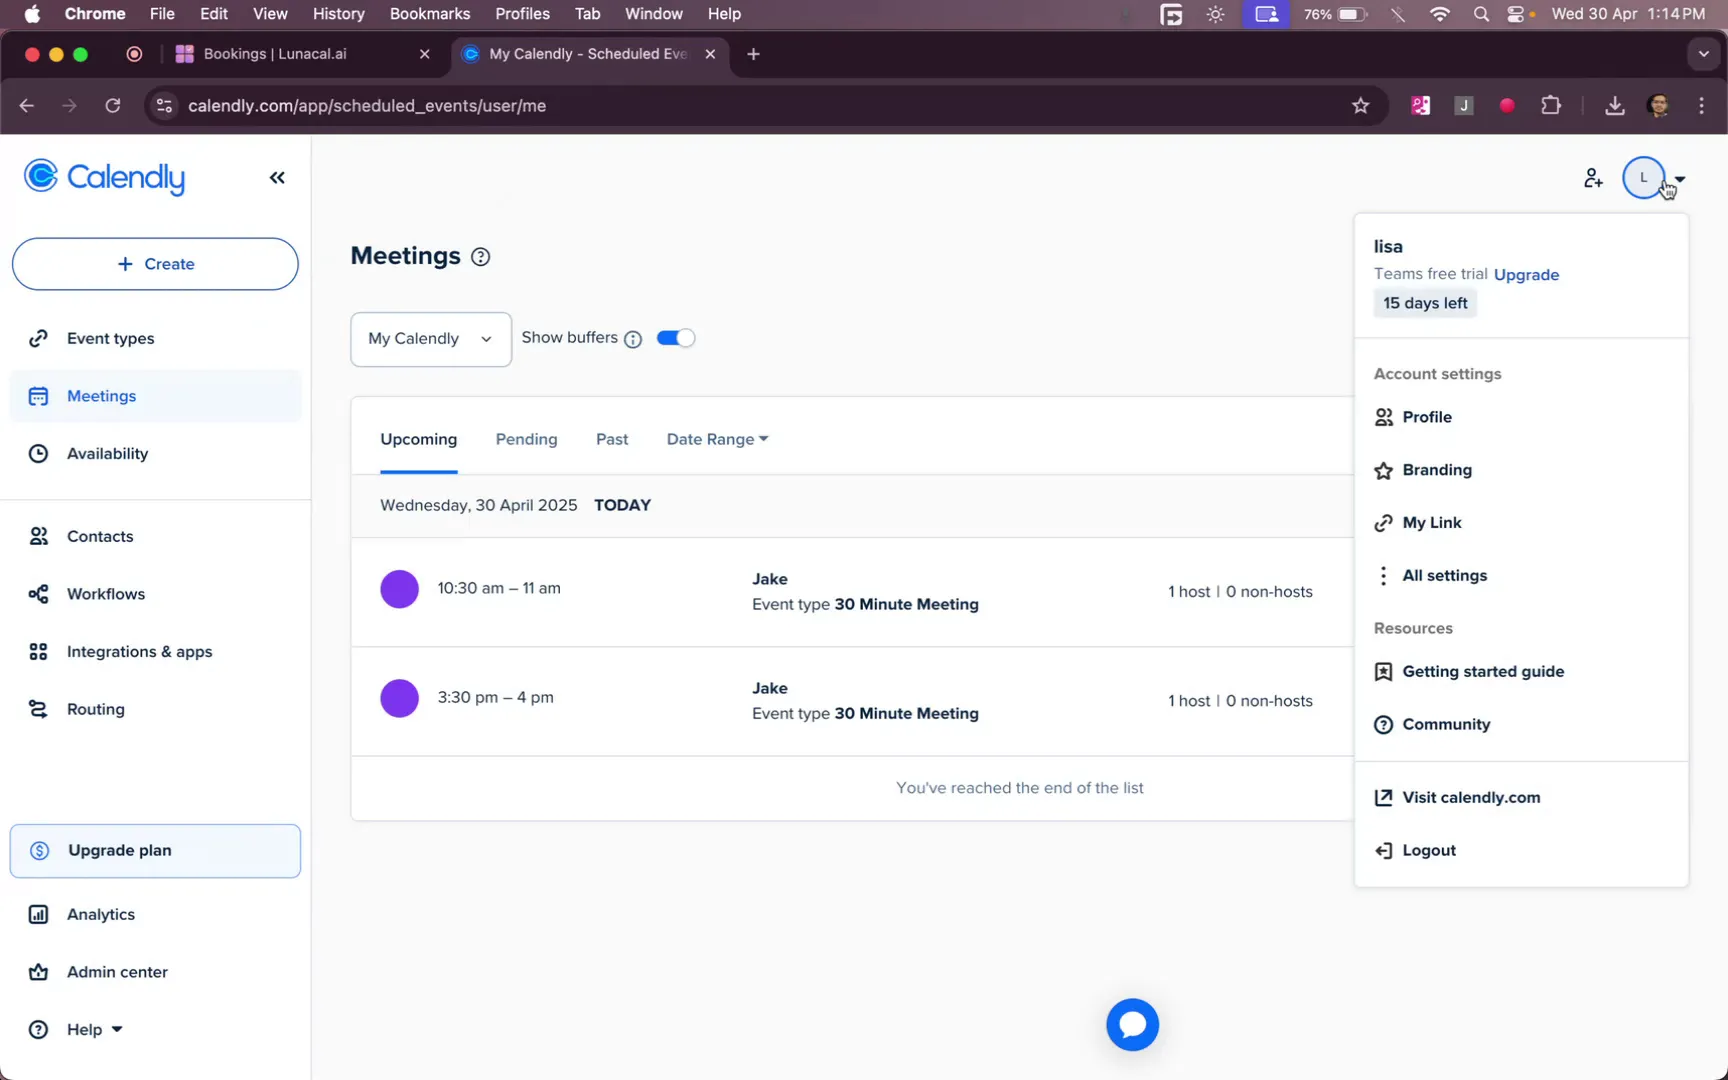 Chrome File Edit View History Bookmarks Profiles Tab Window Help 76% Wed 30 Apr 1:14 PM
Bookings | Lunacal.ai My Calendly - Scheduled Eve
calendly.com/app/scheduled_events/user/me
Calendly
Create
Event types
Meetings
Availability
Contacts
Workflows
Integrations & apps
Routing
Upgrade plan
Analytics
Admin center
Help
Meetings
My Calendly
Show buffers
Upcoming Pending Past Date Range
Wednesday, 30 April 2025 TODAY
10:30 am – 11 am
Jake
Event type 30 Minute Meeting
1 host | 0 non-hosts
3:30 pm – 4 pm
Jake
Event type 30 Minute Meeting
1 host | 0 non-hosts
You've reached the end of the list
L
lisa
Teams free trial Upgrade
15 days left
Account settings
Profile
Branding
My Link
All settings
Resources
Getting started guide
Community
Visit calendly.com
Logout